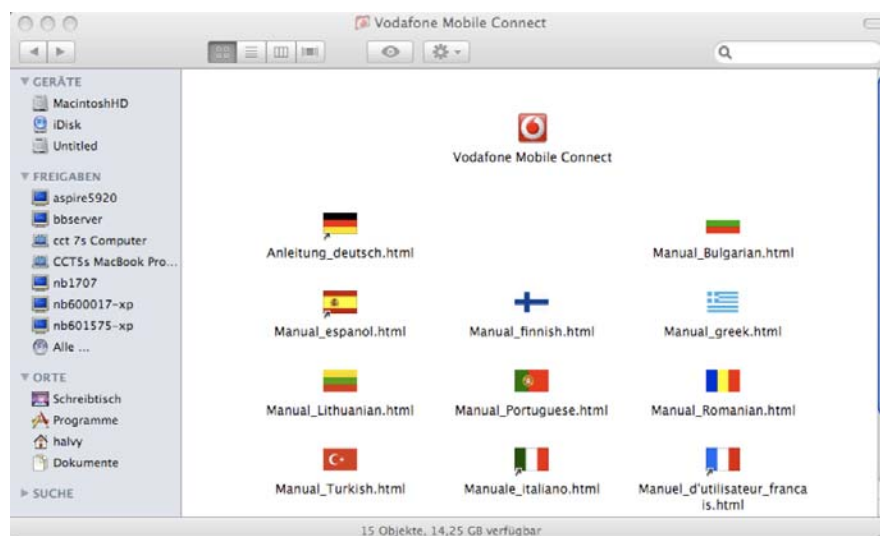 Vodafone Mobile Connect
GERÄTE
MacintoshHD
iDisk
Untitled
FREIGABEN
aspire5920
bbserver
cct 7s Computer
CCT5s MacBook Pro...
nb1707
nb600017-xp
nb601575-xp
Alle ...
ORTE
Schreibtisch
Programme
halvy
Dokumente
SUCHE
Vodafone Mobile Connect
Anleitung_deutsch.html
Manual_Bulgarian.html
Manual_espanol.html
Manual_finnish.html
Manual_greek.html
Manual_Lithuanian.html
Manual_Portuguese.html
Manual_Romanian.html
Manual_Turkish.html
Manuale_italiano.html
Manuel_d'utilisateur_franca
is.html
15 Objekte, 14,25 GB verfügbar